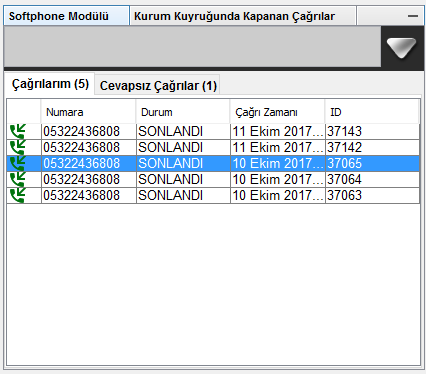 Softphone Modülü Kurum Kuyruğunda Kapanan Çağrılar
Çağrılarım (5) Cevapsız Çağrılar (1)
Numara Durum Çağrı Zamanı ID
05322436808 SONLANDI 11 Ekim 2017... 37143
05322436808 SONLANDI 11 Ekim 2017... 37142
05322436808 SONLANDI 10 Ekim 2017... 37065
05322436808 SONLANDI 10 Ekim 2017... 37064
05322436808 SONLANDI 10 Ekim 2017... 37063